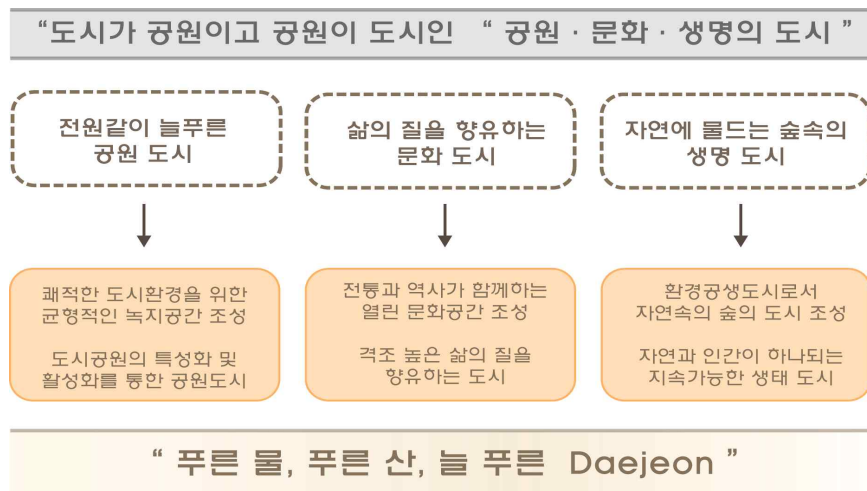 “도시가 공원이고 공원이 도시인 “ 공원 · 문화 · 생명의 도시 ”
전원같이 늘푸른
공원 도시
삶의 질을 향유하는
문화 도시
자연에 물드는 숲속의
생명 도시
쾌적한 도시환경을 위한
균형적인 녹지공간 조성
도시공원의 특성화 및
활성화를 통한 공원도시
전통과 역사가 함께하는
열린 문화공간 조성
격조 높은 삶의 질을
향유하는 도시
환경공생도시로서
자연속의 숲의 도시 조성
자연과 인간이 하나되는
지속가능한 생태 도시
“ 푸른 물, 푸른 산, 늘 푸른 Daejeon ”